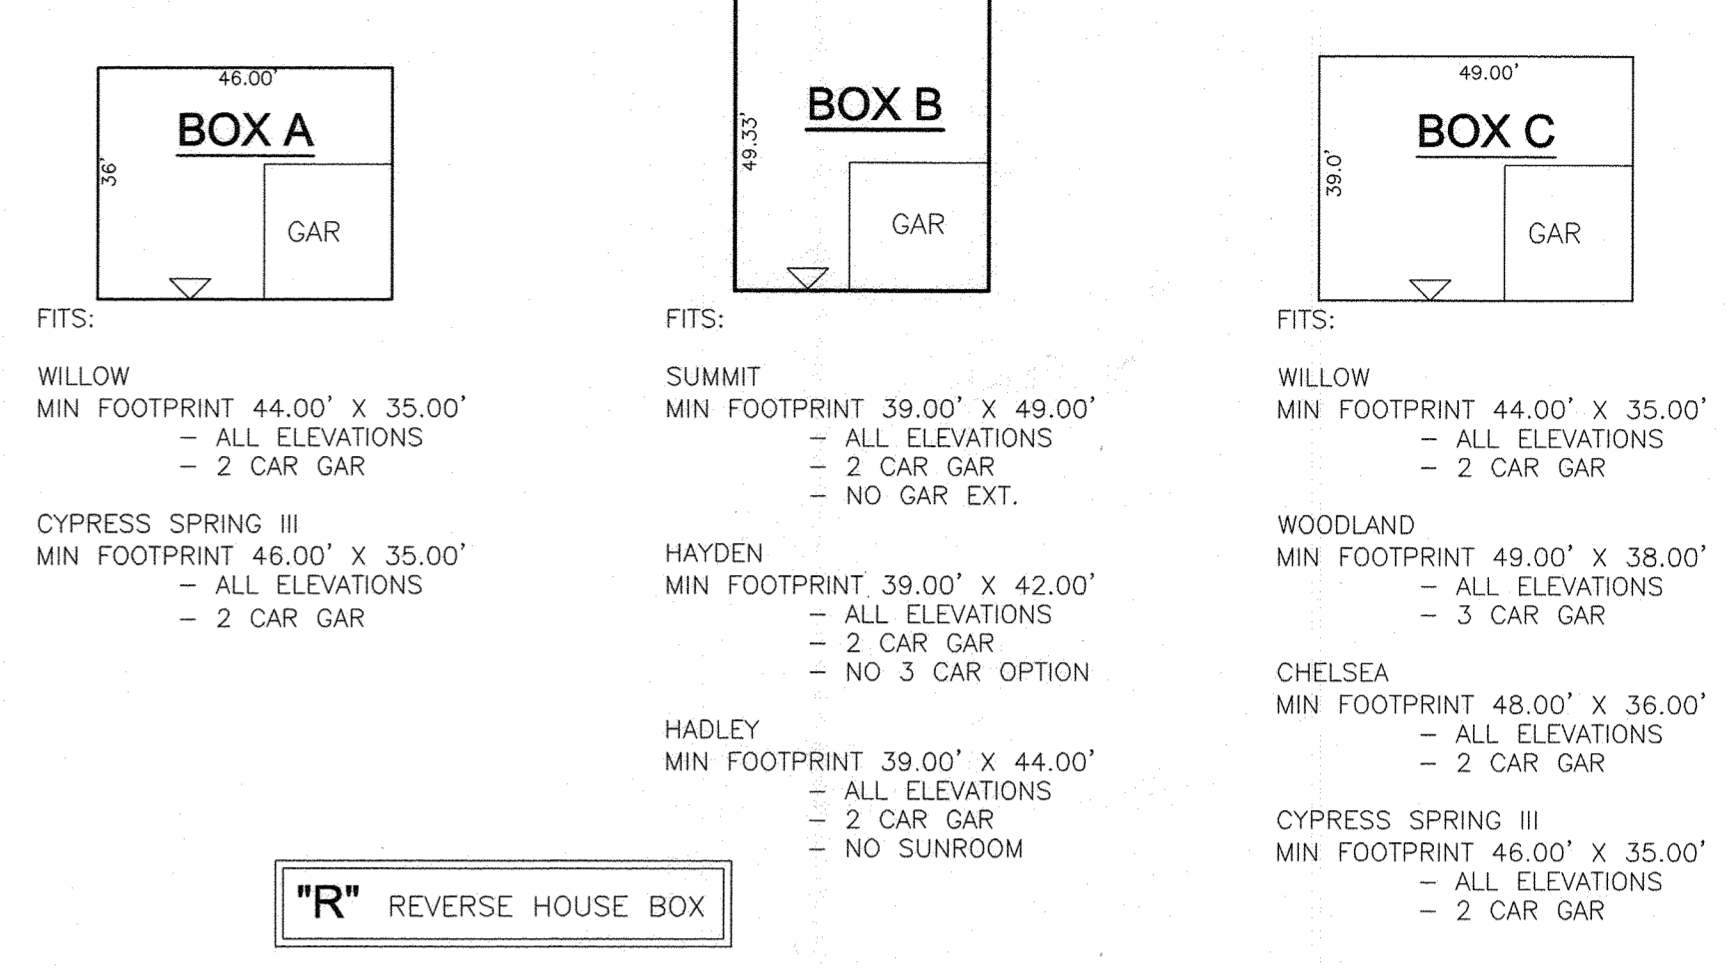 46.00'
BOX A
36'
GAR
FITS:
WILLOW
MIN FOOTPRINT 44.00' X 35.00'
– ALL ELEVATIONS
– 2 CAR GAR
CYPRESS SPRING III
MIN FOOTPRINT 46.00' X 35.00'
– ALL ELEVATIONS
– 2 CAR GAR
BOX B
49.33'
GAR
FITS:
SUMMIT
MIN FOOTPRINT 39.00' X 49.00'
– ALL ELEVATIONS
– 2 CAR GAR
– NO GAR EXT.
HAYDEN
MIN FOOTPRINT 39.00' X 42.00'
– ALL ELEVATIONS
– 2 CAR GAR
– NO 3 CAR OPTION
HADLEY
MIN FOOTPRINT 39.00' X 44.00'
– ALL ELEVATIONS
– 2 CAR GAR
– NO SUNROOM
49.00'
BOX C
39.0'
GAR
FITS:
WILLOW
MIN FOOTPRINT 44.00' X 35.00'
– ALL ELEVATIONS
– 2 CAR GAR
WOODLAND
MIN FOOTPRINT 49.00' X 38.00'
– ALL ELEVATIONS
– 3 CAR GAR
CHELSEA
MIN FOOTPRINT 48.00' X 36.00'
– ALL ELEVATIONS
– 2 CAR GAR
CYPRESS SPRING III
MIN FOOTPRINT 46.00' X 35.00'
– ALL ELEVATIONS
– 2 CAR GAR
"R" REVERSE HOUSE BOX